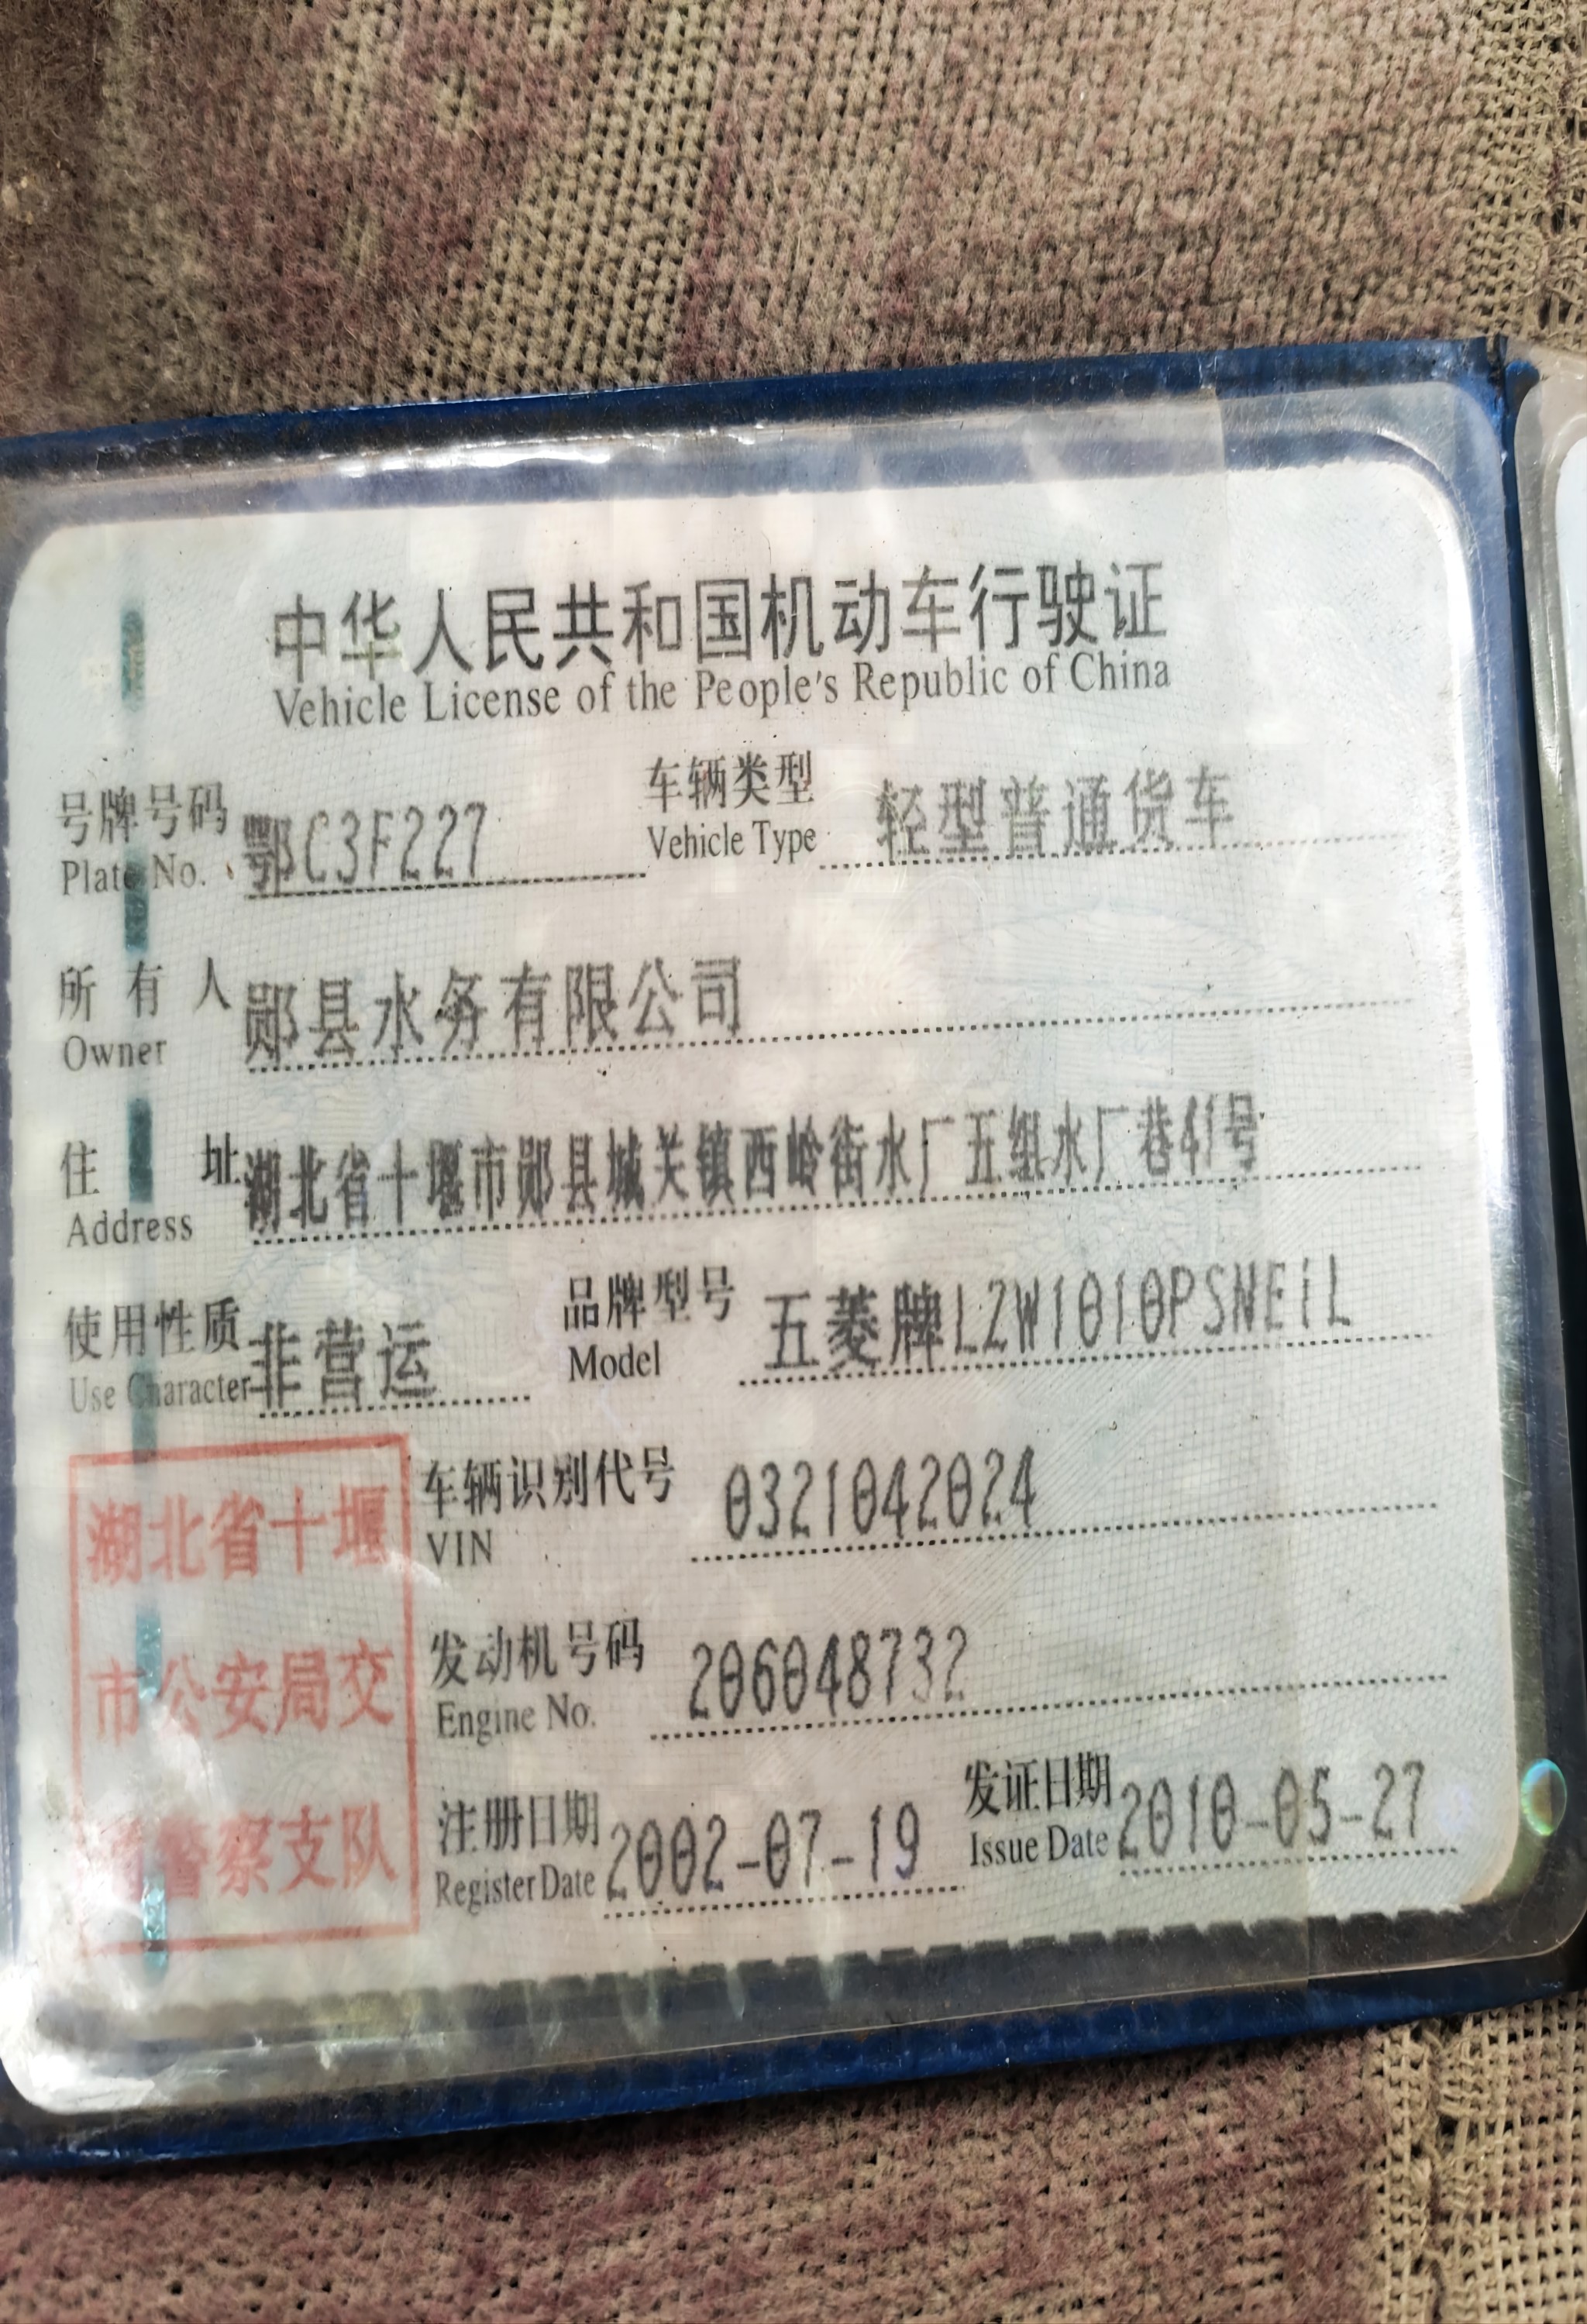 中华人民共和国机动车行驶证
Vehicle License of the People's Republic of China
号牌号码 鄂C3F227 车辆类型 轻型普通货车
Plate No. Vehicle Type
所有人 郧县水务有限公司
Owner
住址 湖北省十堰市郧县城关镇西岭街水厂五组水厂巷41号
Address
使用性质 非营运 品牌型号 五菱牌LZW1010PSNEiL
Use Character Model
车辆识别代号 0321042024
VIN
发动机号码 206048732
Engine No.
注册日期 2002-07-19 发证日期 2010-05-27
Register Date Issue Date
湖北省十堰
市公安局交
警察支队